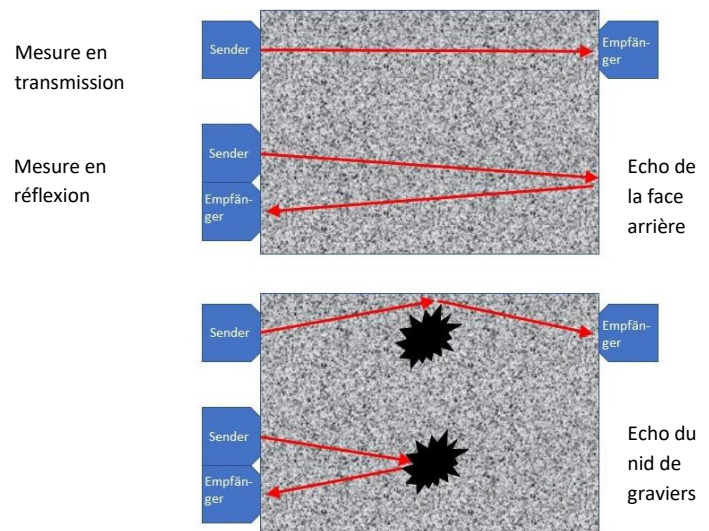 Mesure en
transmission
Sender
Empfän-
ger
Mesure en
réflexion
Sender
Empfän-
ger
Echo de
la face
arrière
Sender
Empfän-
ger
Sender
Empfän-
ger
Echo du
nid de
graviers